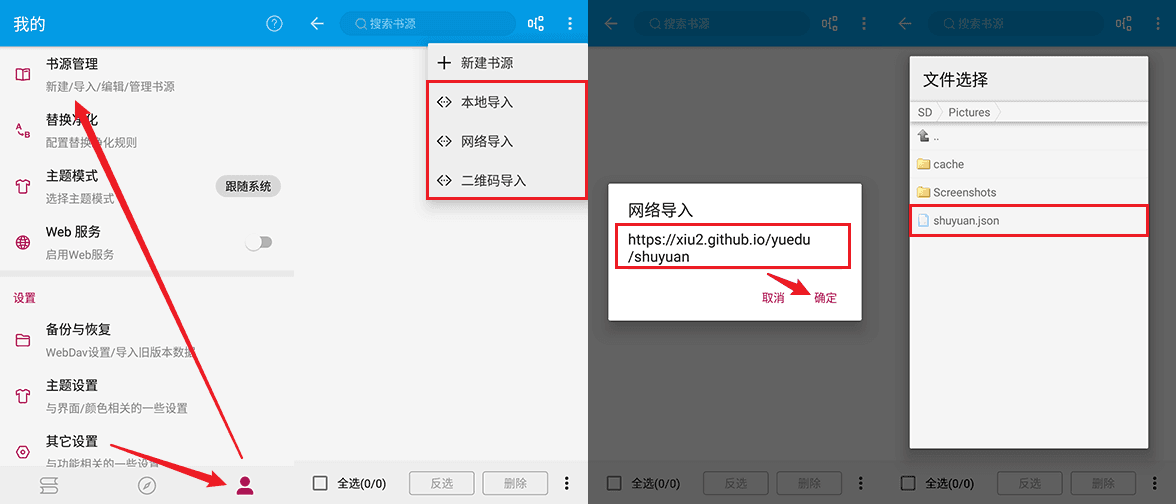 我的
书源管理
新建/导入/编辑/管理书源
替换净化
配置替换净化规则
主题模式
选择主题模式
跟随系统
Web 服务
启用Web服务
设置
备份与恢复
WebDav设置/导入旧版本数据
主题设置
与界面/颜色相关的一些设置
其它设置
与功能相关的一些设置
搜索书源
新建书源
本地导入
网络导入
二维码导入
全选(0/0)
反选
删除
搜索书源
网络导入
https://xiu2.github.io/yuedu
/shuyuan
取消
确定
全选(0/0)
反选
删除
搜索书源
文件选择
SD
Pictures
..
cache
Screenshots
shuyuan.json
全选(0/0)
反选
删除